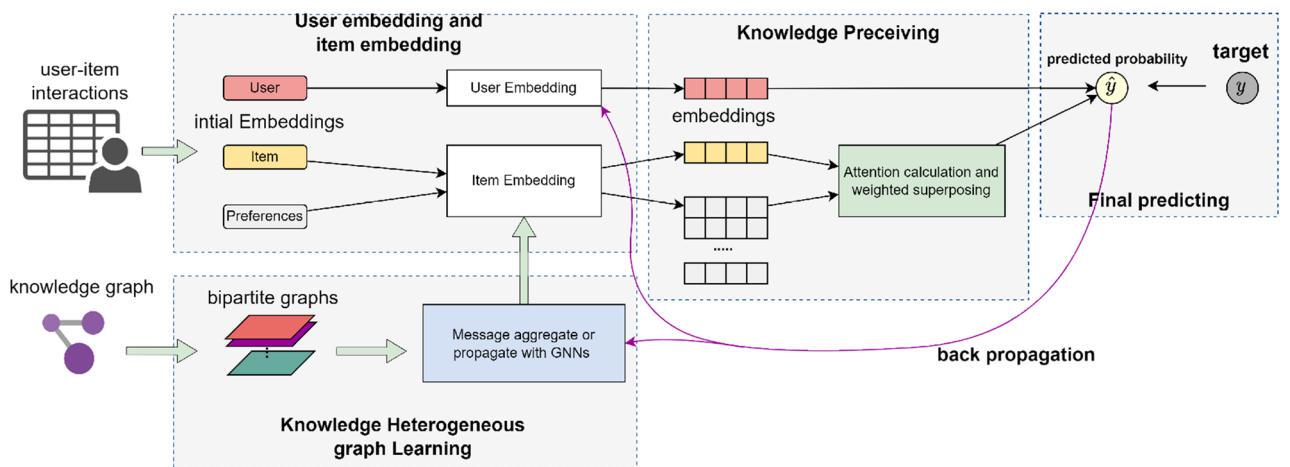 User embedding and
item embedding
Knowledge Preceiving
user-item
interactions
User
User Embedding
intial Embeddings
Item
Item Embedding
Preferences
embeddings
.....
Attention calculation and
weighted superposing
predicted probability
target
ŷ
y
Final predicting
knowledge graph
bipartite graphs
Message aggregate or
propagate with GNNs
back propagation
Knowledge Heterogeneous
graph Learning